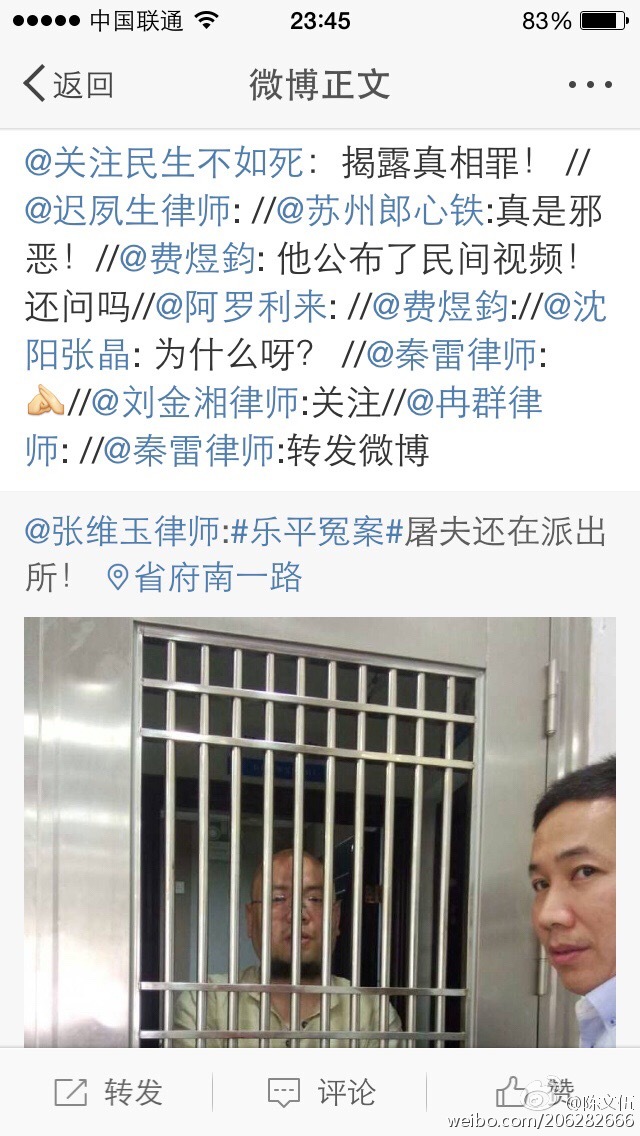 中国联通 23:45 83%
返回 微博正文
@关注民生不如死：揭露真相罪！ //
@迟夙生律师: //@苏州郎心铁:真是邪
恶！//@费煜鈞: 他公布了民间视频！
还问吗//@阿罗利来: //@费煜鈞://@沈
阳张晶: 为什么呀？ //@秦雷律师:
//@刘金湘律师:关注//@冉群律
师: //@秦雷律师:转发微博
@张维玉律师:#乐平冤案#屠夫还在派出
所！ 省府南一路
转发 评论 赞
@陈文伍
weibo.com/206282666